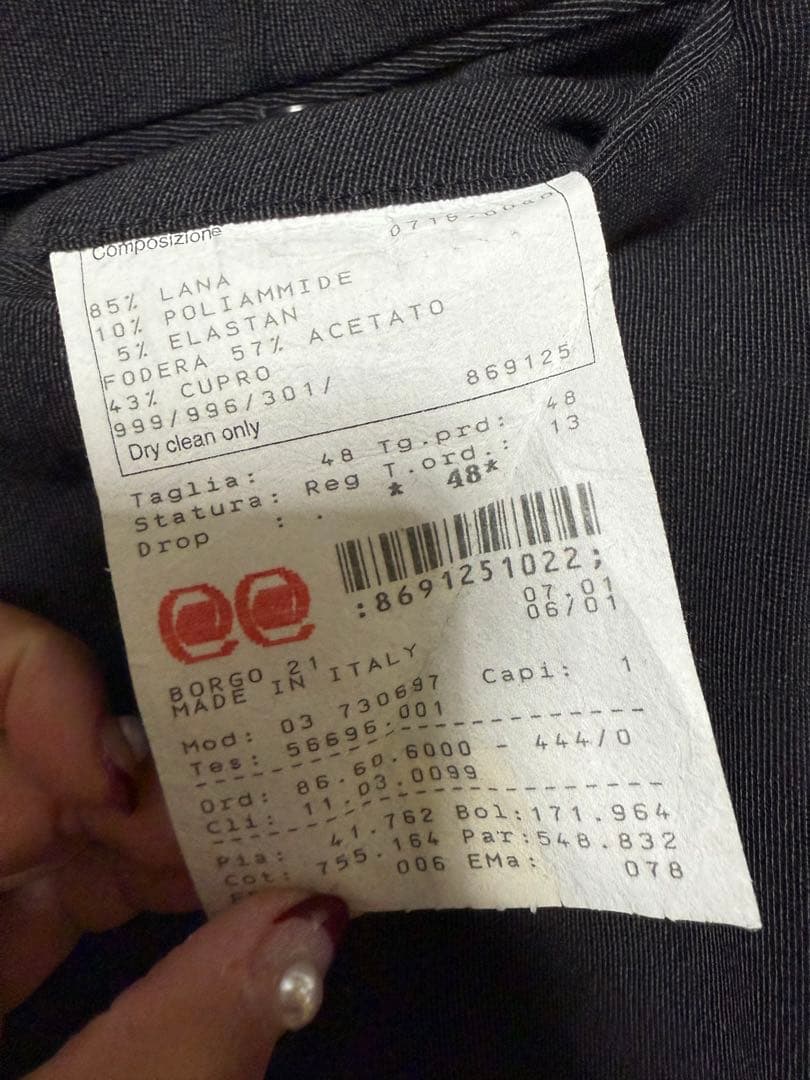 Composizione
85% LANA
10% POLIAMMIDE
5% ELASTAN
FODERA 57% ACETATO
43% CUPRO
999/996/301/ 869125
Dry clean only
Taglia: 48 Tg.prd: 48
Statura: Reg T.ord.: 13
Drop : . * 48*
:8691251022;
07.01
06/01
BORGO 21
MADE IN ITALY
Mod: 03 730697 Capi: 1
Tes: 56696.001
Ord: 86.60.6000 - 444/0
Cli: 11.03.0099
Pia: 41.762 Bol:171.964
Cot: 755.164 Par:548.832
006 EMa: 078